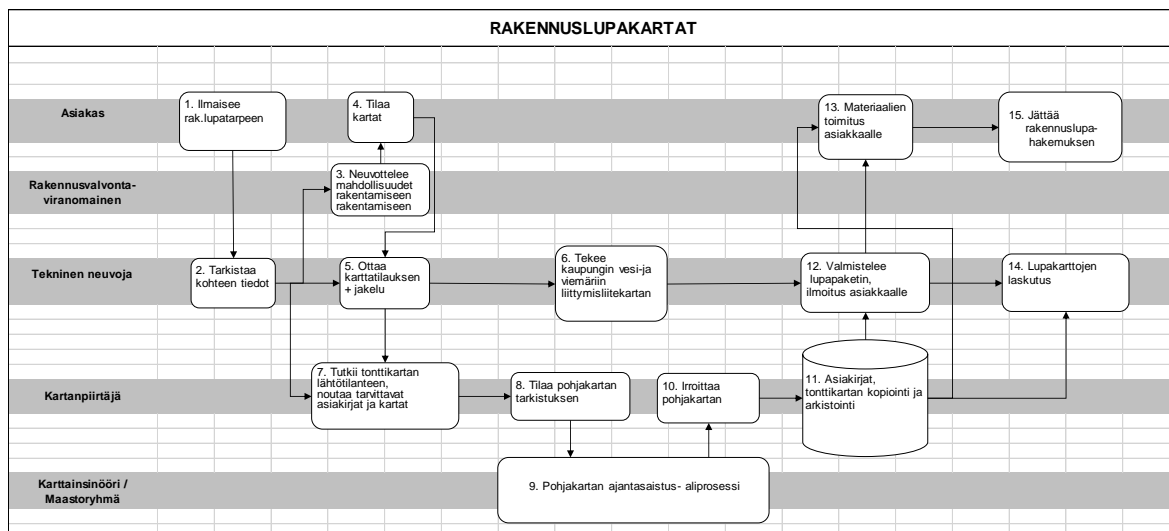 RAKENNUSLUPAKARTAT
Asiakas
1. Ilmaisee
rak.lupatarpeen
4. Tilaa
kartat
13. Materiaalien
toimitus
asiakkaalle
15. Jättää
rakennuslupa-
hakemuksen
Rakennusvalvonta-
viranomainen
3. Neuvottelee
mahdollisuudet
rakentamiseen
rakentamiseen
Tekninen neuvoja
2. Tarkistaa
kohteen tiedot
5. Ottaa
karttatilauksen
+ jakelu
6. Tekee
kaupungin vesi-ja
viemäriin
liittymisliitekartan
12. Valmistelee
lupapaketin,
ilmoitus asiakkaalle
14. Lupakarttojen
laskutus
Kartanpiirtäjä
7. Tutkii tonttikartan
lähtötilanteen,
noutaa tarvittavat
asiakirjat ja kartat
8. Tilaa pohjakartan
tarkistuksen
10. Irroittaa
pohjakartan
11. Asiakirjat,
tonttikartan kopiointi ja
arkistointi
Karttainsinööri /
Maastoryhmä
9. Pohjakartan ajantasaistus- aliprosessi